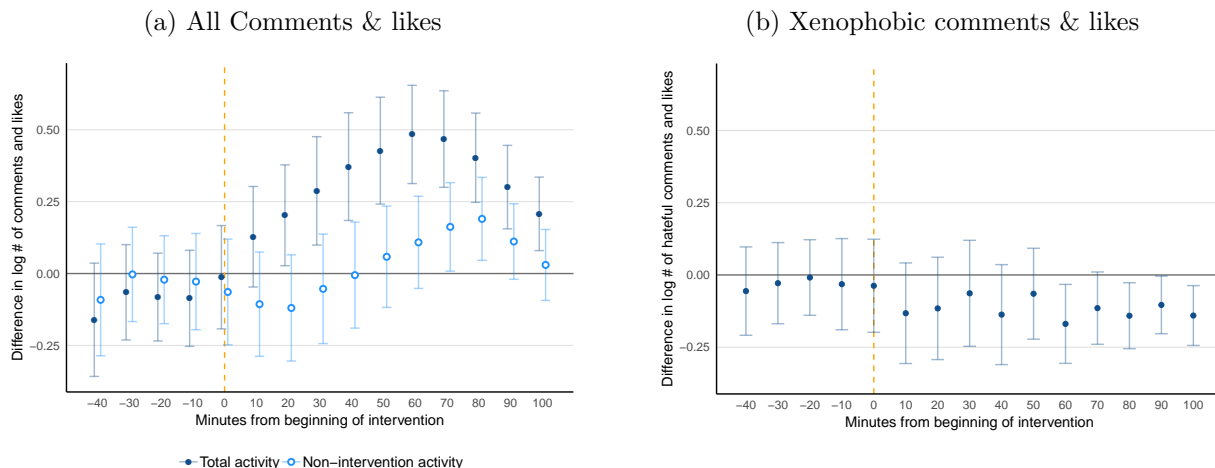 (a) All Comments & likes
Difference in log # of comments and likes
0.50
0.25
0.00
−0.25
−40 −30 −20 −10 0 10 20 30 40 50 60 70 80 90 100
Minutes from beginning of intervention
Total activity Non−intervention activity
(b) Xenophobic comments & likes
Difference in log # of hateful comments and likes
0.50
0.25
0.00
−0.25
−40 −30 −20 −10 0 10 20 30 40 50 60 70 80 90 100
Minutes from beginning of intervention